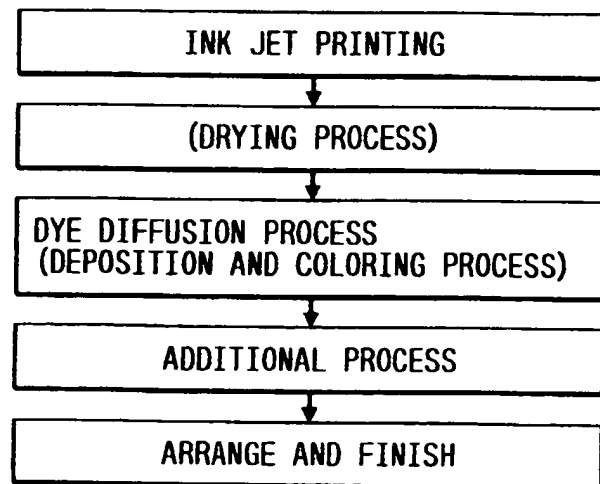 INK JET PRINTING
(DRYING PROCESS)
DYE DIFFUSION PROCESS
(DEPOSITION AND COLORING PROCESS)
ADDITIONAL PROCESS
ARRANGE AND FINISH